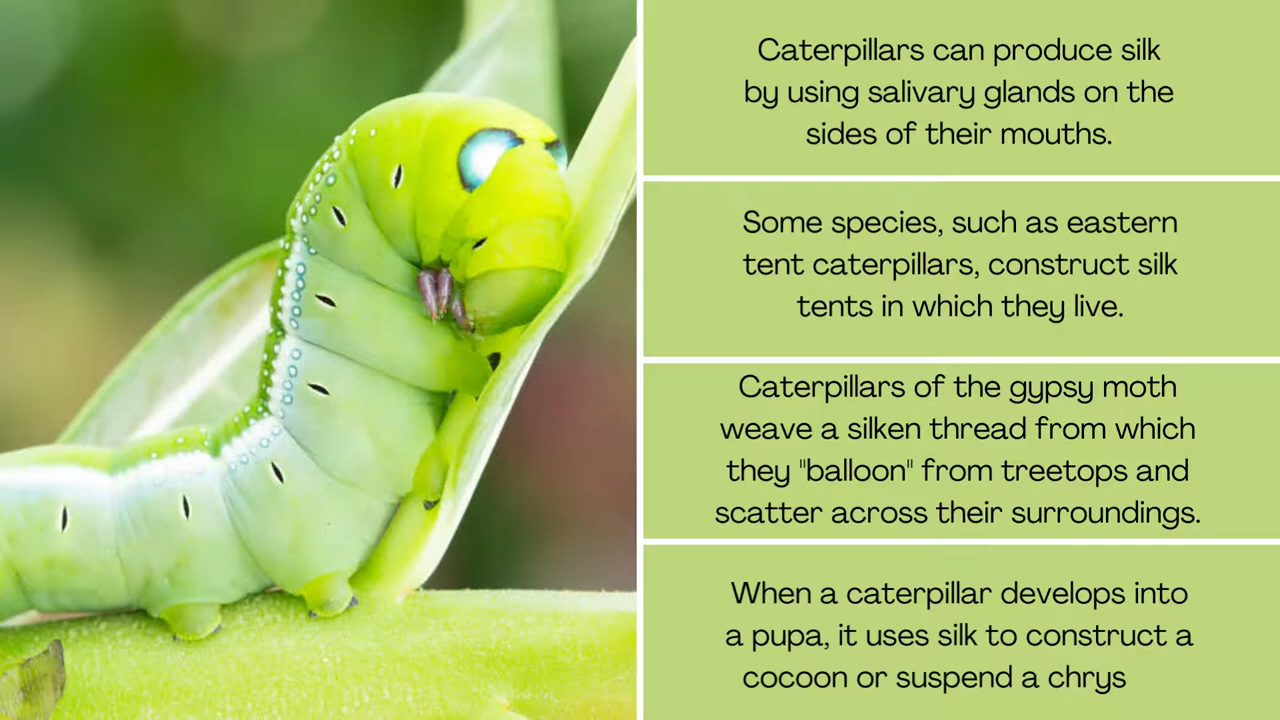 Caterpillars can produce silk
by using salivary glands on the
sides of their mouths.
Some species, such as eastern
tent caterpillars, construct silk
tents in which they live.
Caterpillars of the gypsy moth
weave a silken thread from which
they "balloon" from treetops and
scatter across their surroundings.
When a caterpillar develops into
a pupa, it uses silk to construct a
cocoon or suspend a chrys